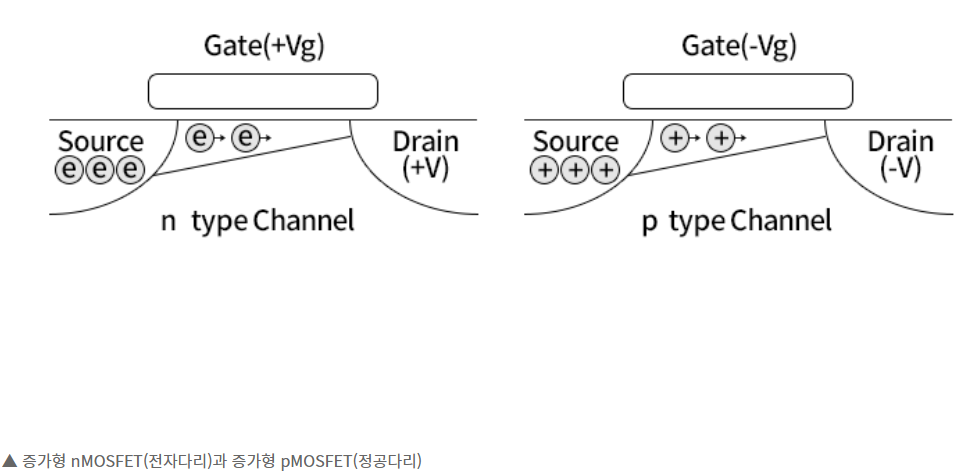 Gate(+Vg)
Source
e e e
e e
Drain
(+V)
n type Channel
Gate(-Vg)
Source
+ + +
+ +
Drain
(-V)
p type Channel
▲ 증가형 nMOSFET(전자다리)과 증가형 pMOSFET(정공다리)